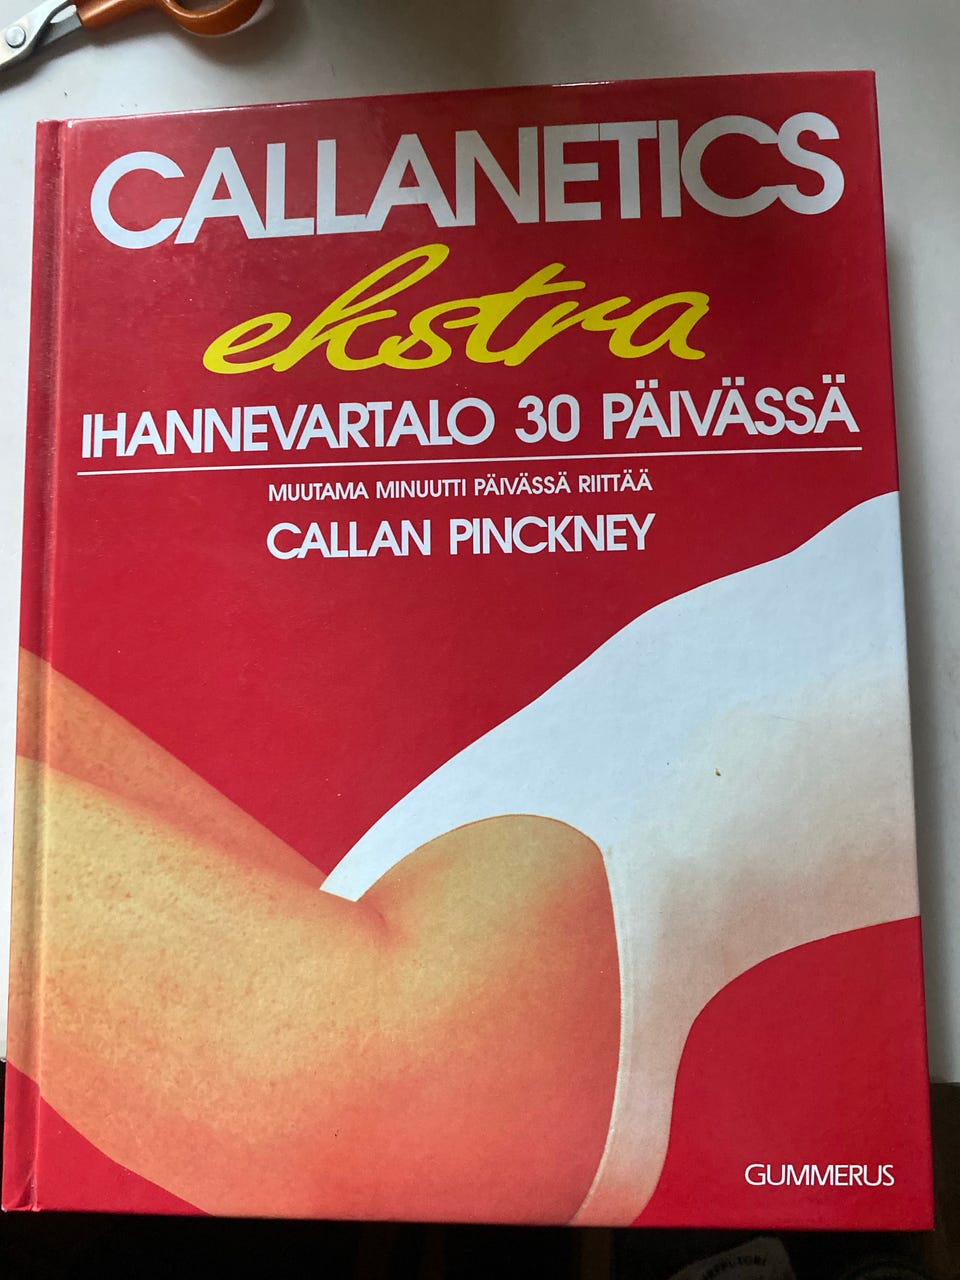 CALLANETICS
ekstra
IHANNEVARTALO 30 PÄIVÄSSÄ
MUUTAMA MINUUTTI PÄIVÄSSÄ RIITTÄÄ
CALLAN PINCKNEY
GUMMERUS